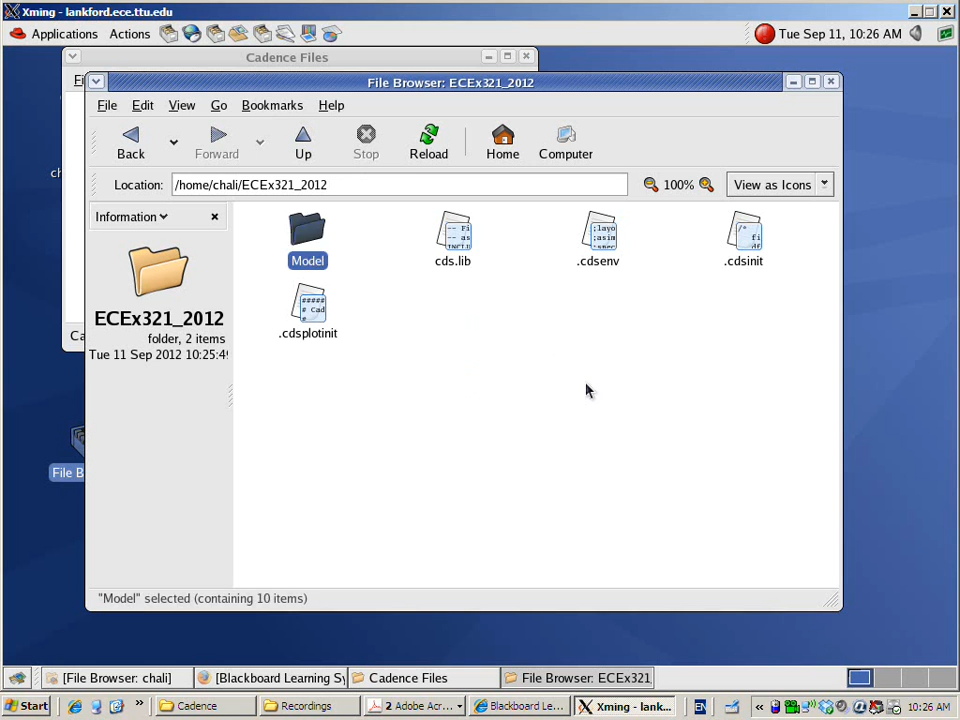 Xming - lankford.ece.ttu.edu
Applications Actions Tue Sep 11, 10:26 AM
Cadence Files
File Browser: ECEx321_2012
File Edit View Go Bookmarks Help
Back Forward Up Stop Reload Home Computer
Location: /home/chali/ECEx321_2012 100% View as Icons
Information
Model cds.lib .cdsenv .cdsinit
.cdsplotinit
ECEx321_2012
folder, 2 items
Tue 11 Sep 2012 10:25:49
File B
"Model" selected (containing 10 items)
[File Browser: chali] [Blackboard Learning Sy Cadence Files File Browser: ECEx321
Start » Cadence Recordings 2 Adobe Acr... Blackboard Le... Xming - lank... EN « 10:26 AM